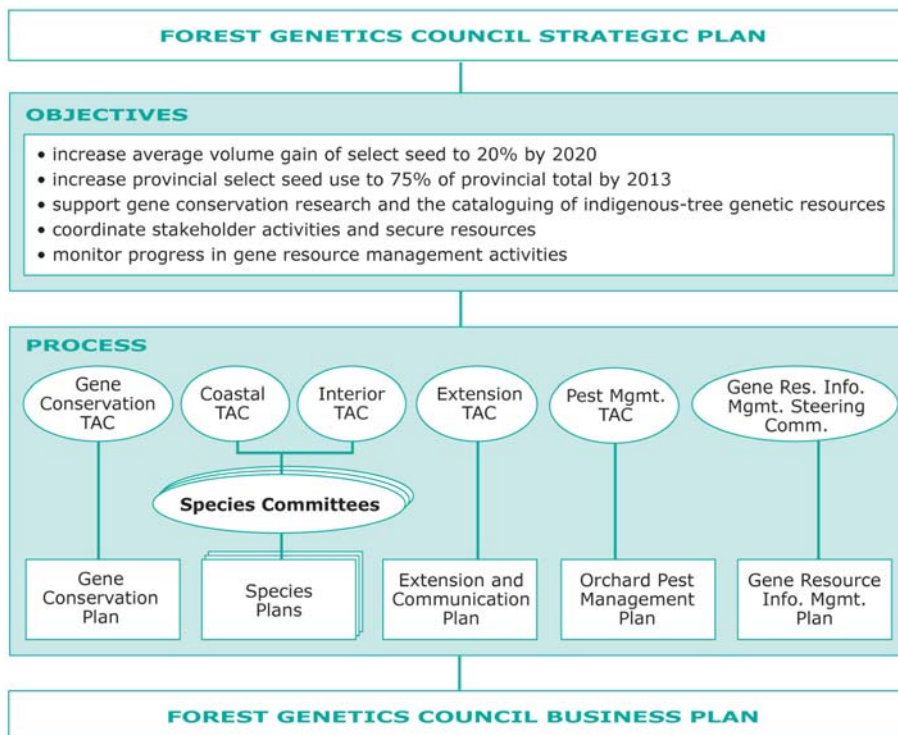 FOREST GENETICS COUNCIL STRATEGIC PLAN
OBJECTIVES
• increase average volume gain of select seed to 20% by 2020
• increase provincial select seed use to 75% of provincial total by 2013
• support gene conservation research and the cataloguing of indigenous-tree genetic resources
• coordinate stakeholder activities and secure resources
• monitor progress in gene resource management activities
PROCESS
Gene
Conservation
TAC
Coastal
TAC
Interior
TAC
Extension
TAC
Pest Mgmt.
TAC
Gene Res. Info.
Mgmt. Steering
Comm.
Species Committees
Gene
Conservation
Plan
Species
Plans
Extension and
Communication
Plan
Orchard Pest
Management
Plan
Gene Resource
Info. Mgmt.
Plan
FOREST GENETICS COUNCIL BUSINESS PLAN